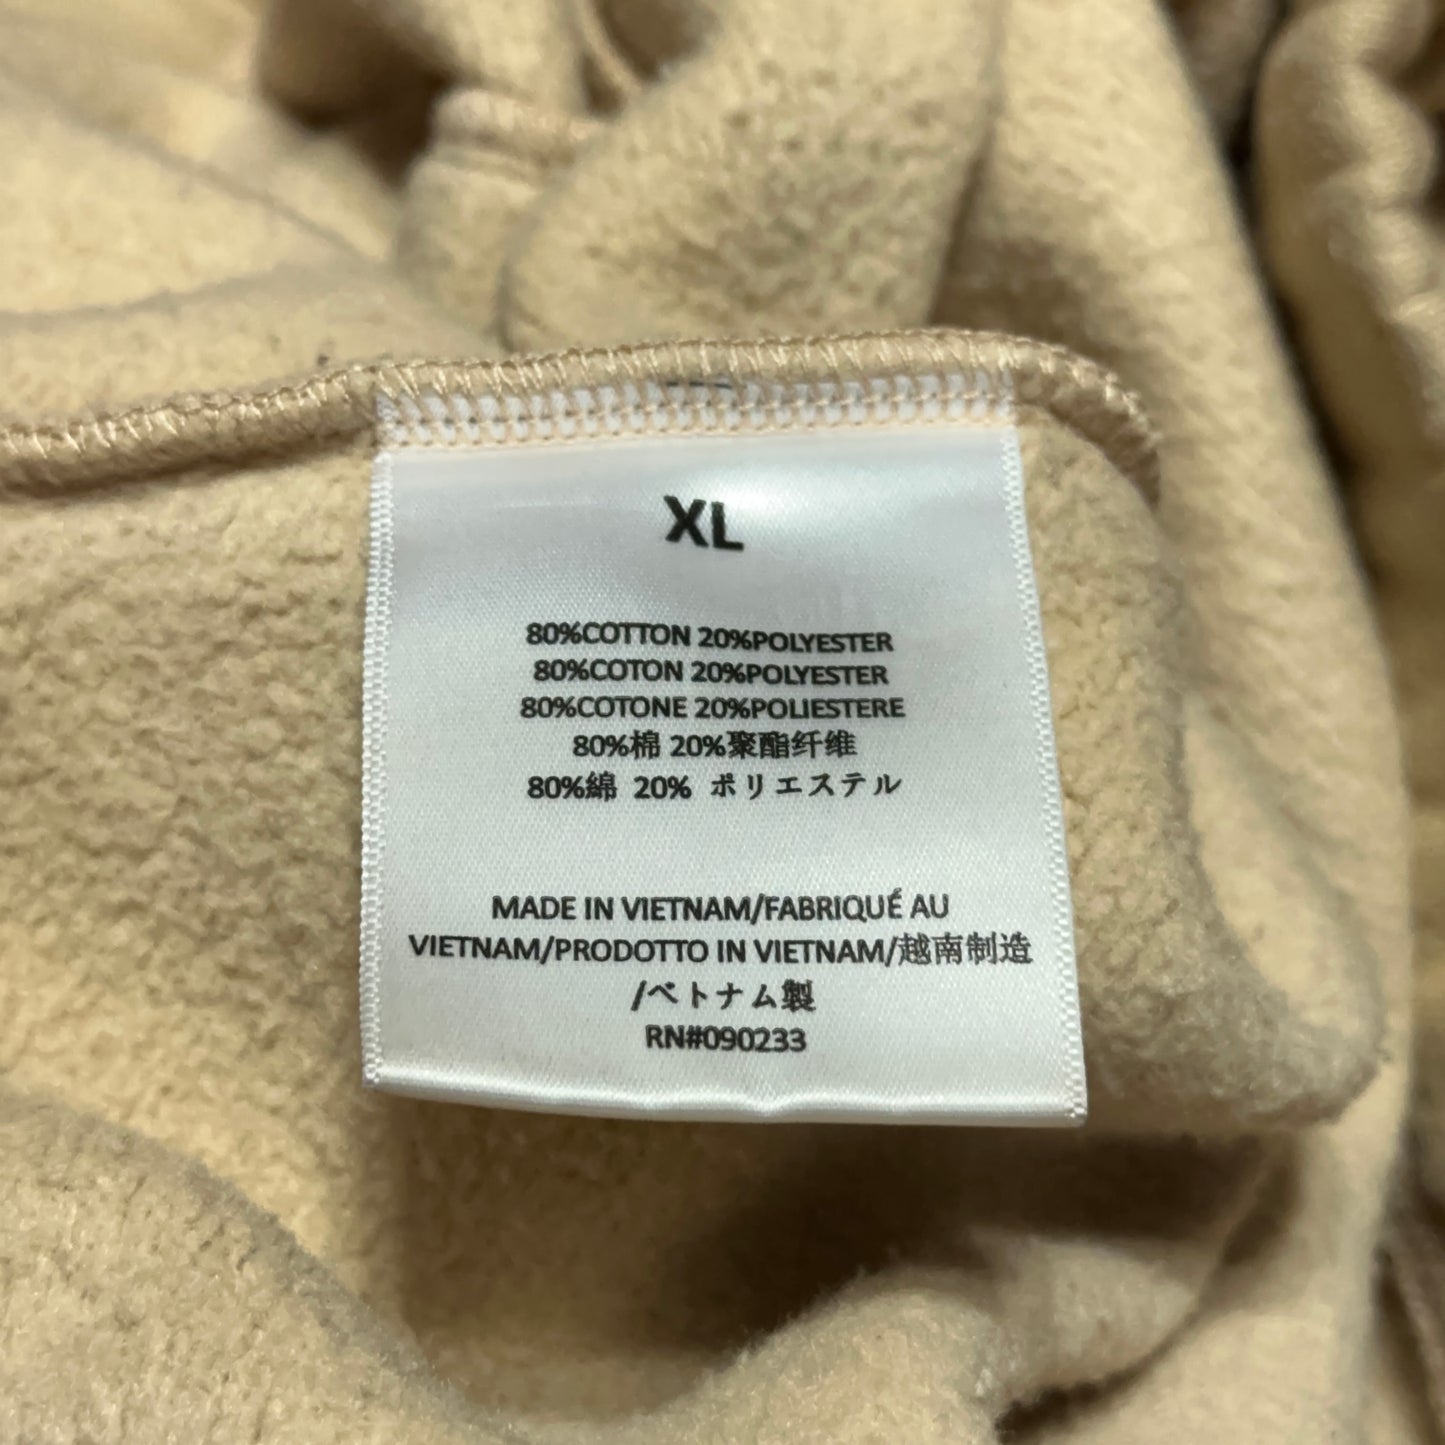 XL
80%COTTON 20%POLYESTER
80%COTON 20%POLYESTER
80%COTONE 20%POLIESTERE
80%棉 20%聚酯纤维
80%綿 20% ポリエステル
MADE IN VIETNAM/FABRIQUÉ AU
VIETNAM/PRODOTTO IN VIETNAM/越南制造
/ベトナム製
RN#090233